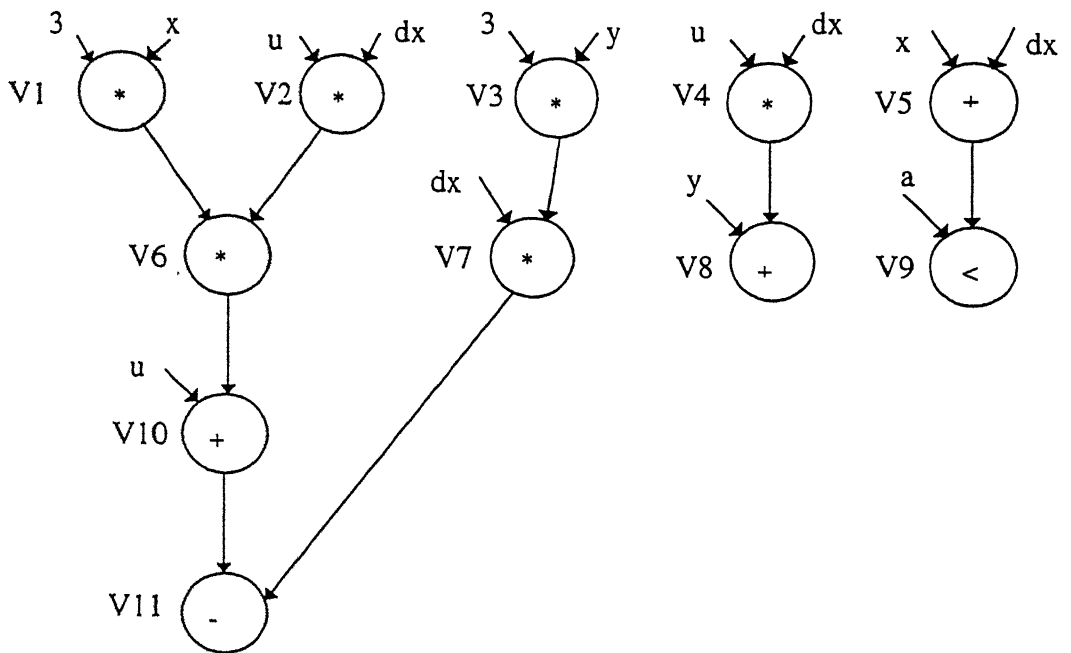 3 x u dx 3 y u dx x dx
V1 * V2 * V3 * V4 * V5 +
dx y a
V6 * V7 * V8 + V9 <
u
V10 +
V11 -